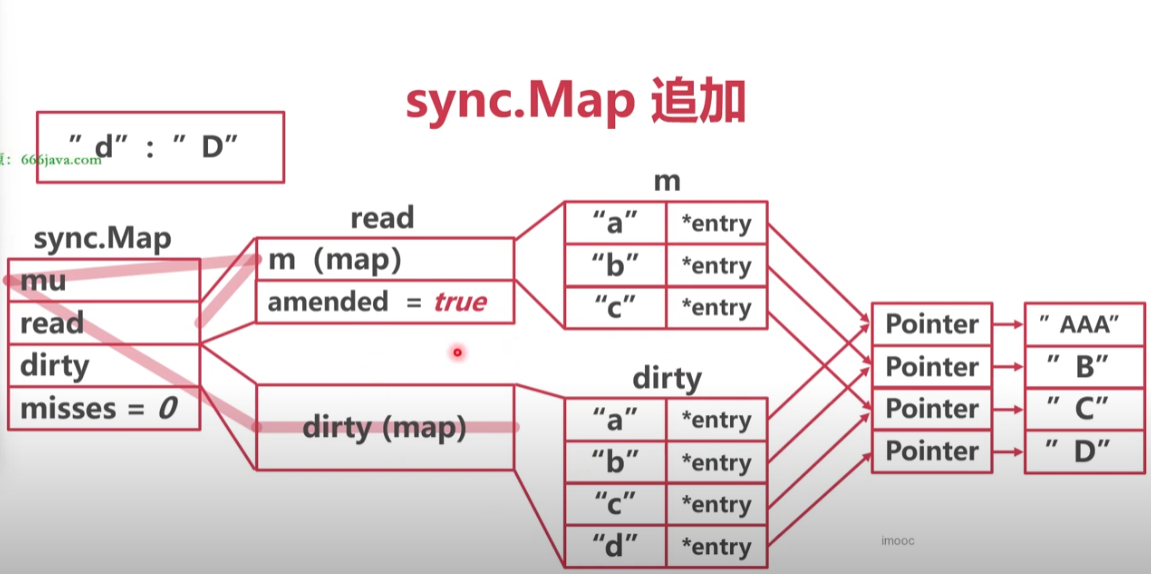 sync.Map 追加
” d” : ” D”
: 666java.com
sync.Map
mu
read
dirty
misses = 0
read
m (map)
amended = true
dirty (map)
m
“a” *entry
“b” *entry
“c” *entry
dirty
“a” *entry
“b” *entry
“c” *entry
“d” *entry
Pointer ” AAA”
Pointer ” B”
Pointer ” C”
Pointer ” D”
imooc